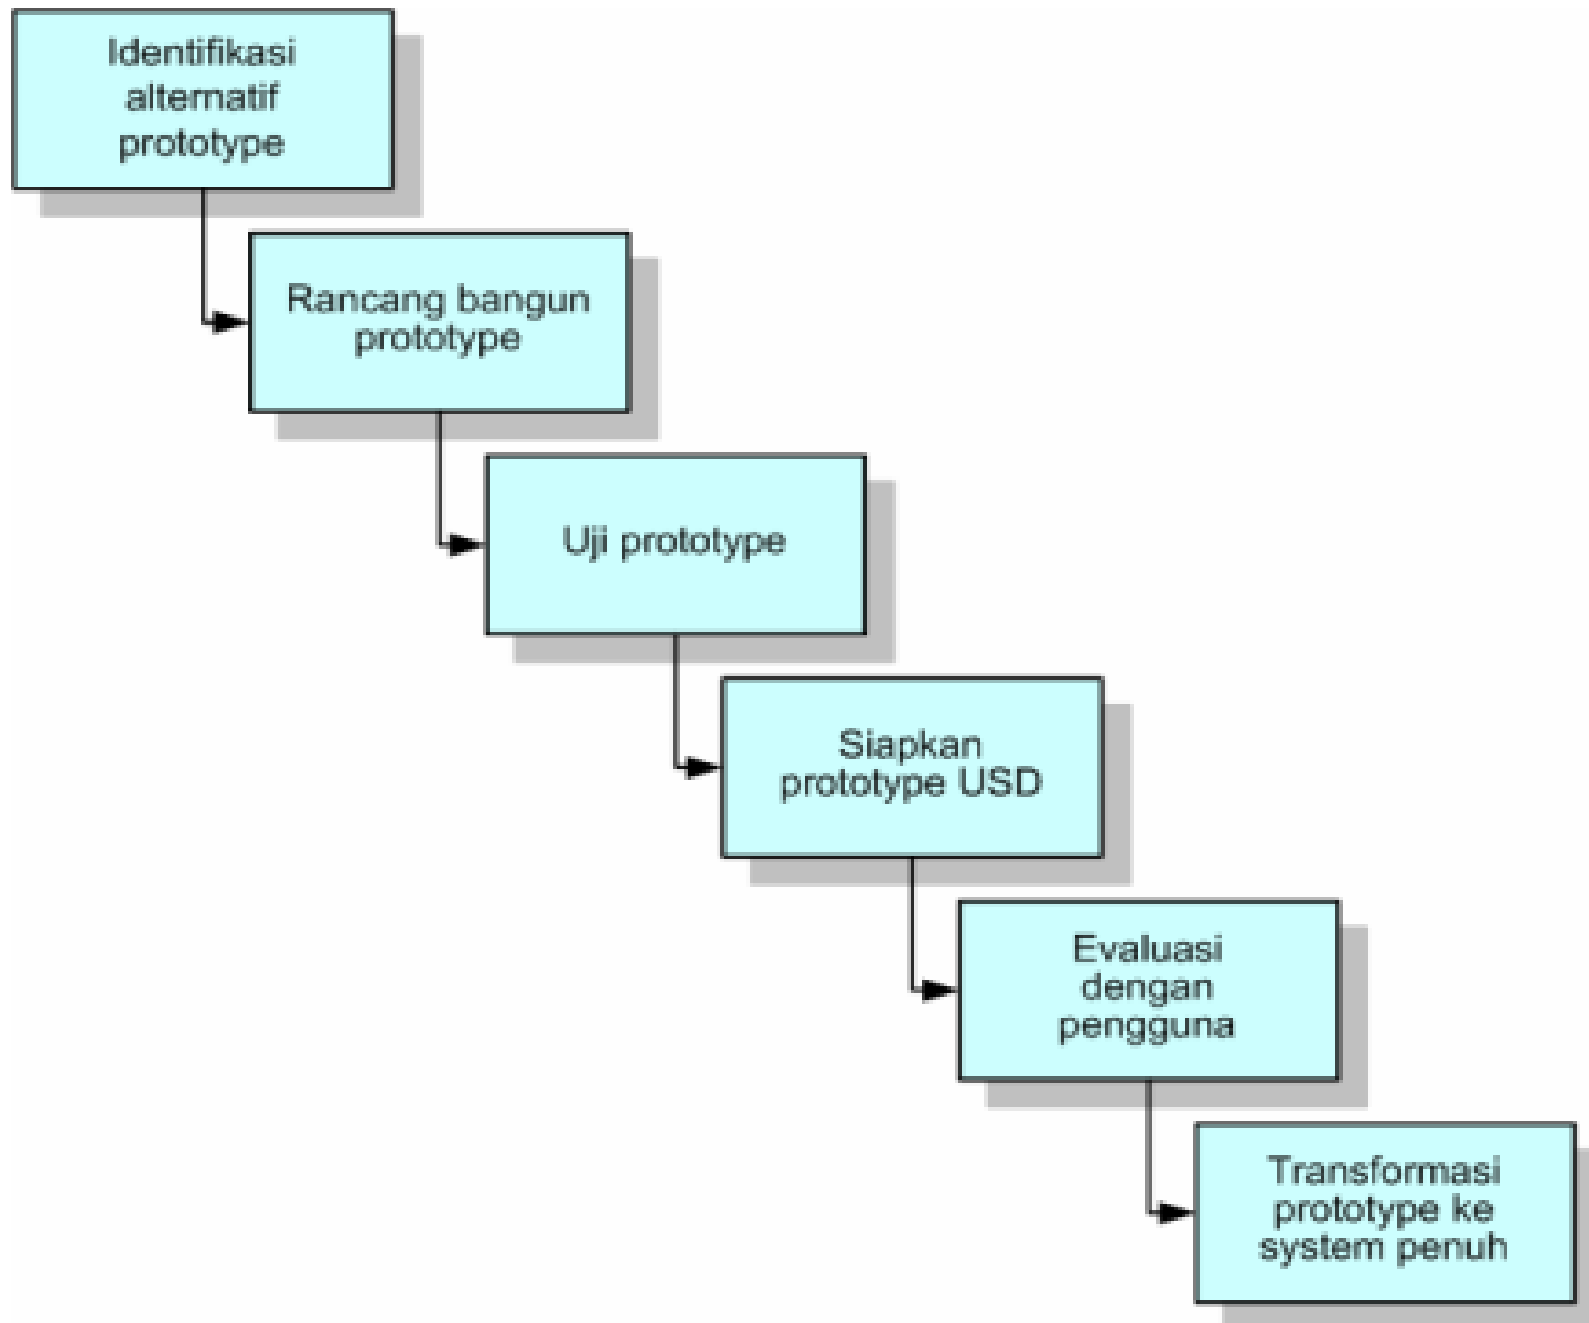 Identifikasi
alternatif
prototype
Rancang bangun
prototype
Uji prototype
Siapkan
prototype USD
Evaluasi
dengan
pengguna
Transformasi
prototype ke
system penuh